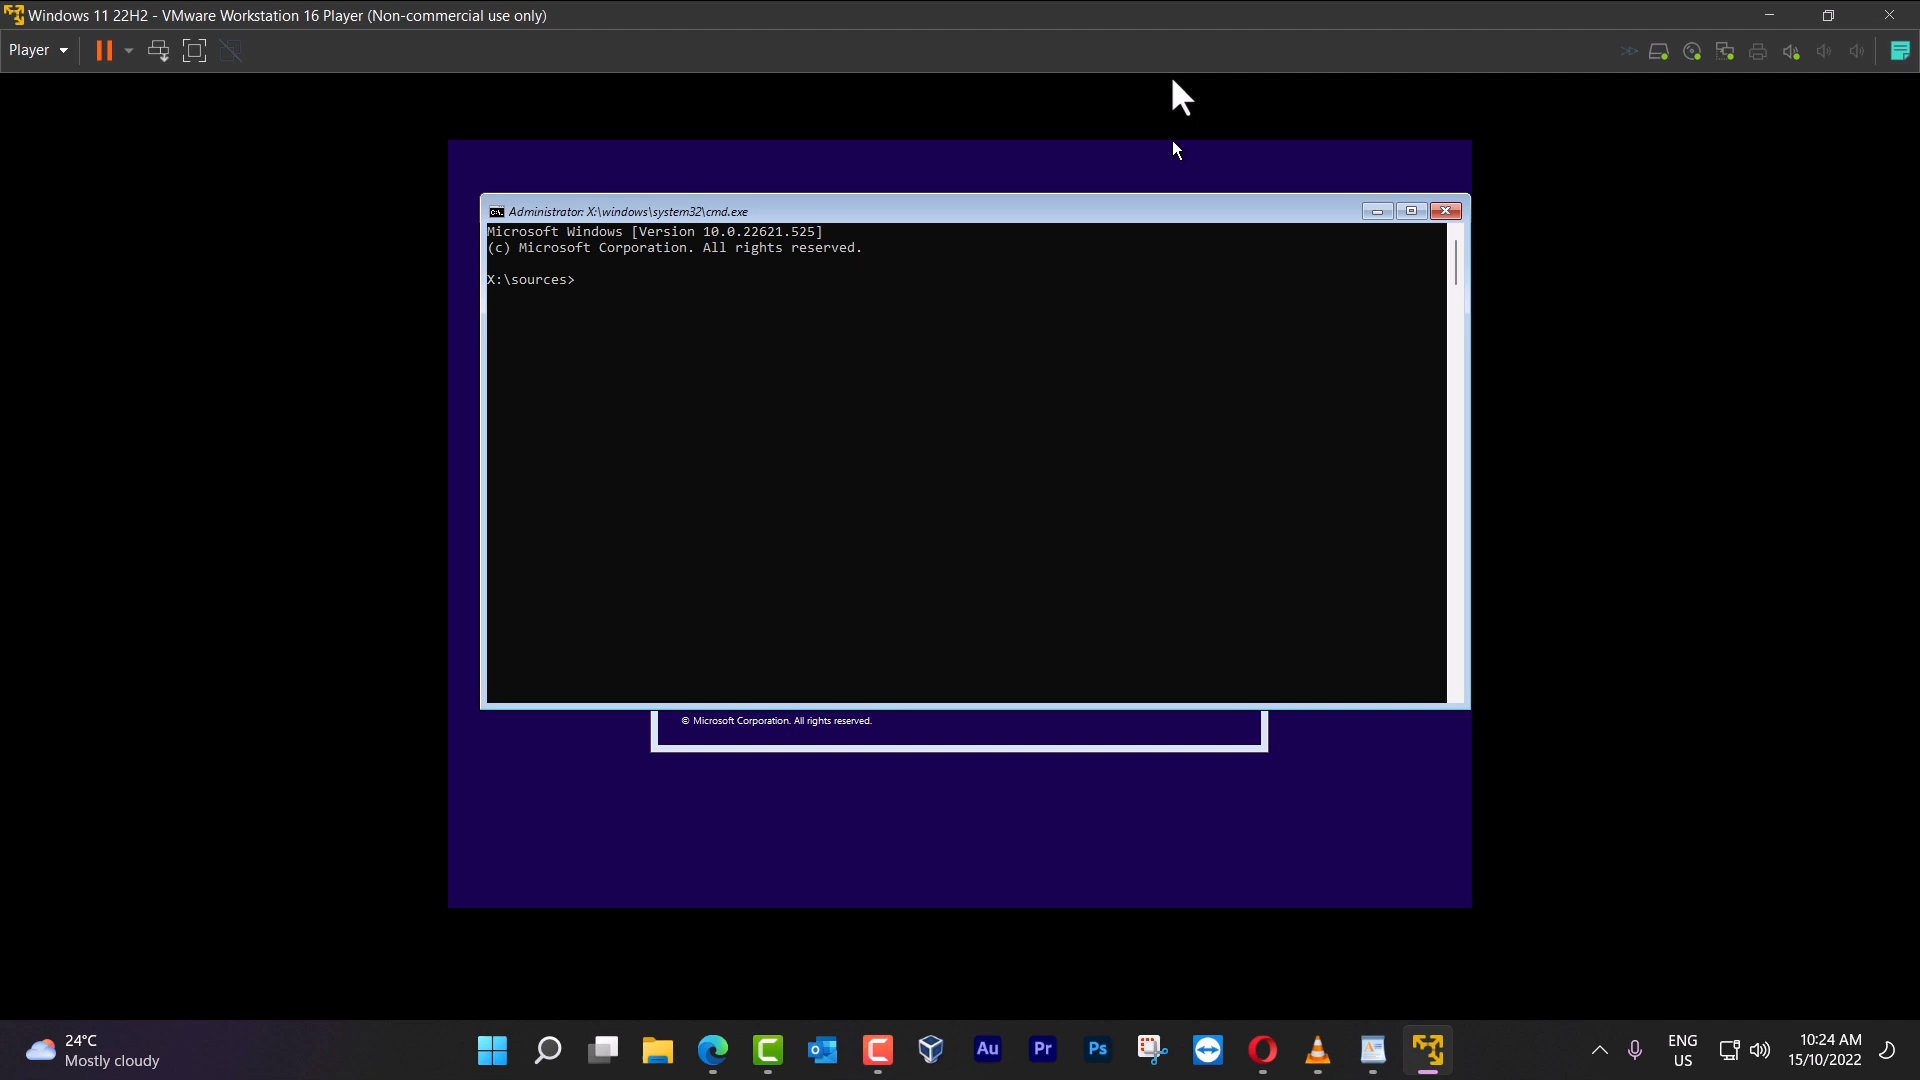 Windows 11 22H2 - VMware Workstation 16 Player (Non-commercial use only)
Player
Administrator: X:\windows\system32\cmd.exe
Microsoft Windows [Version 10.0.22621.525]
(c) Microsoft Corporation. All rights reserved.
X:\sources>
© Microsoft Corporation. All rights reserved.
24°C
Mostly cloudy
Au
Pr
Ps
ENG
US
10:24 AM
15/10/2022